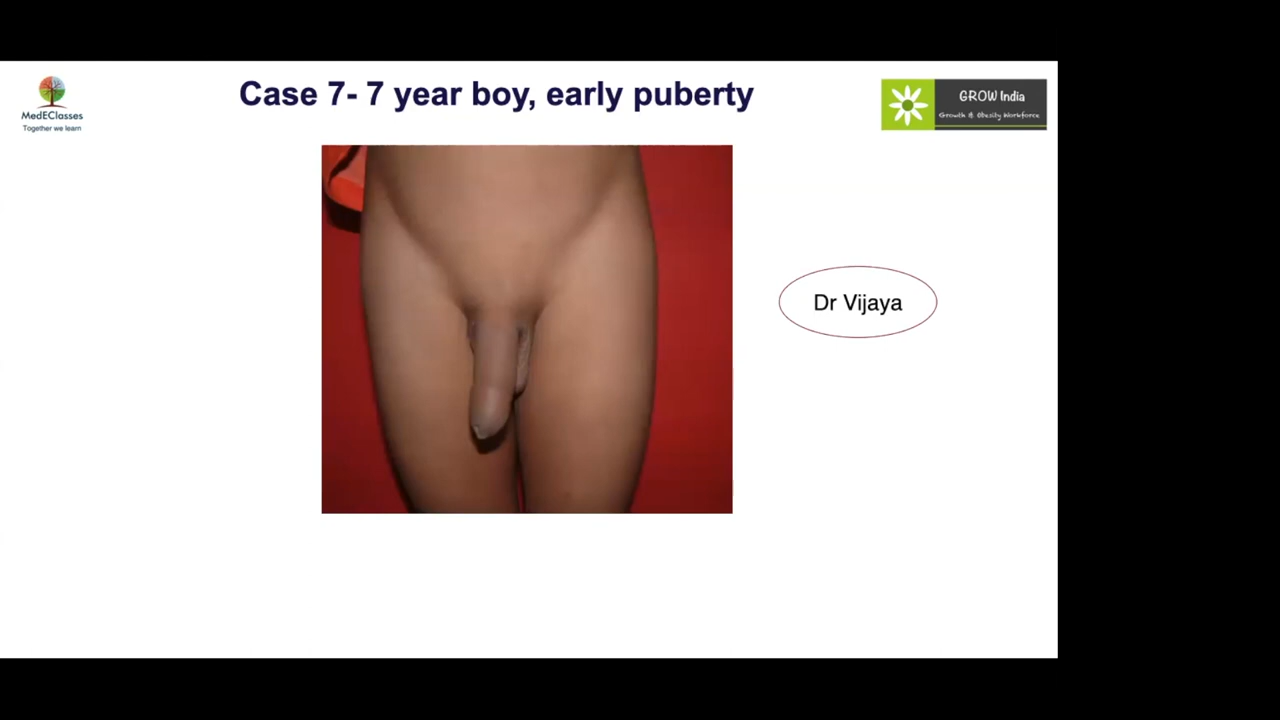 Case 7- 7 year boy, early puberty
MedEClasses
Together we learn
GROW India
Growth & Obesity Workforce
Dr Vijaya